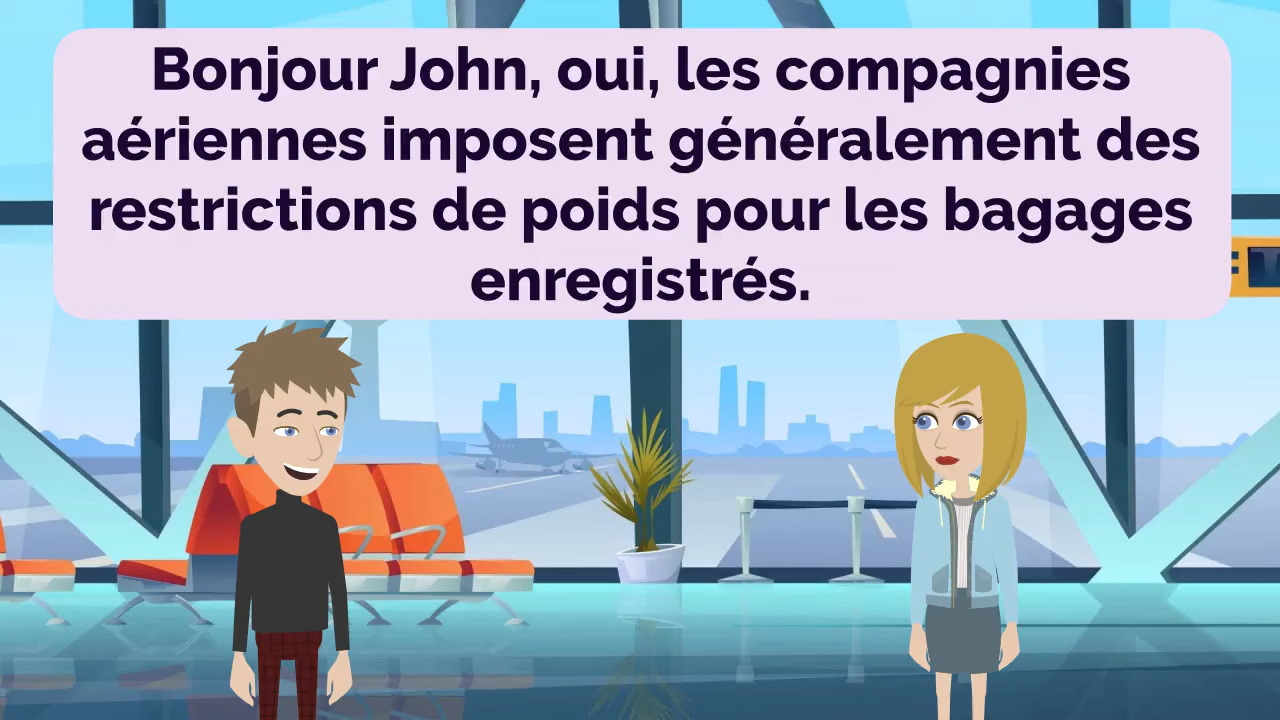 Bonjour John, oui, les compagnies
aériennes imposent généralement des
restrictions de poids pour les bagages
enregistrés.